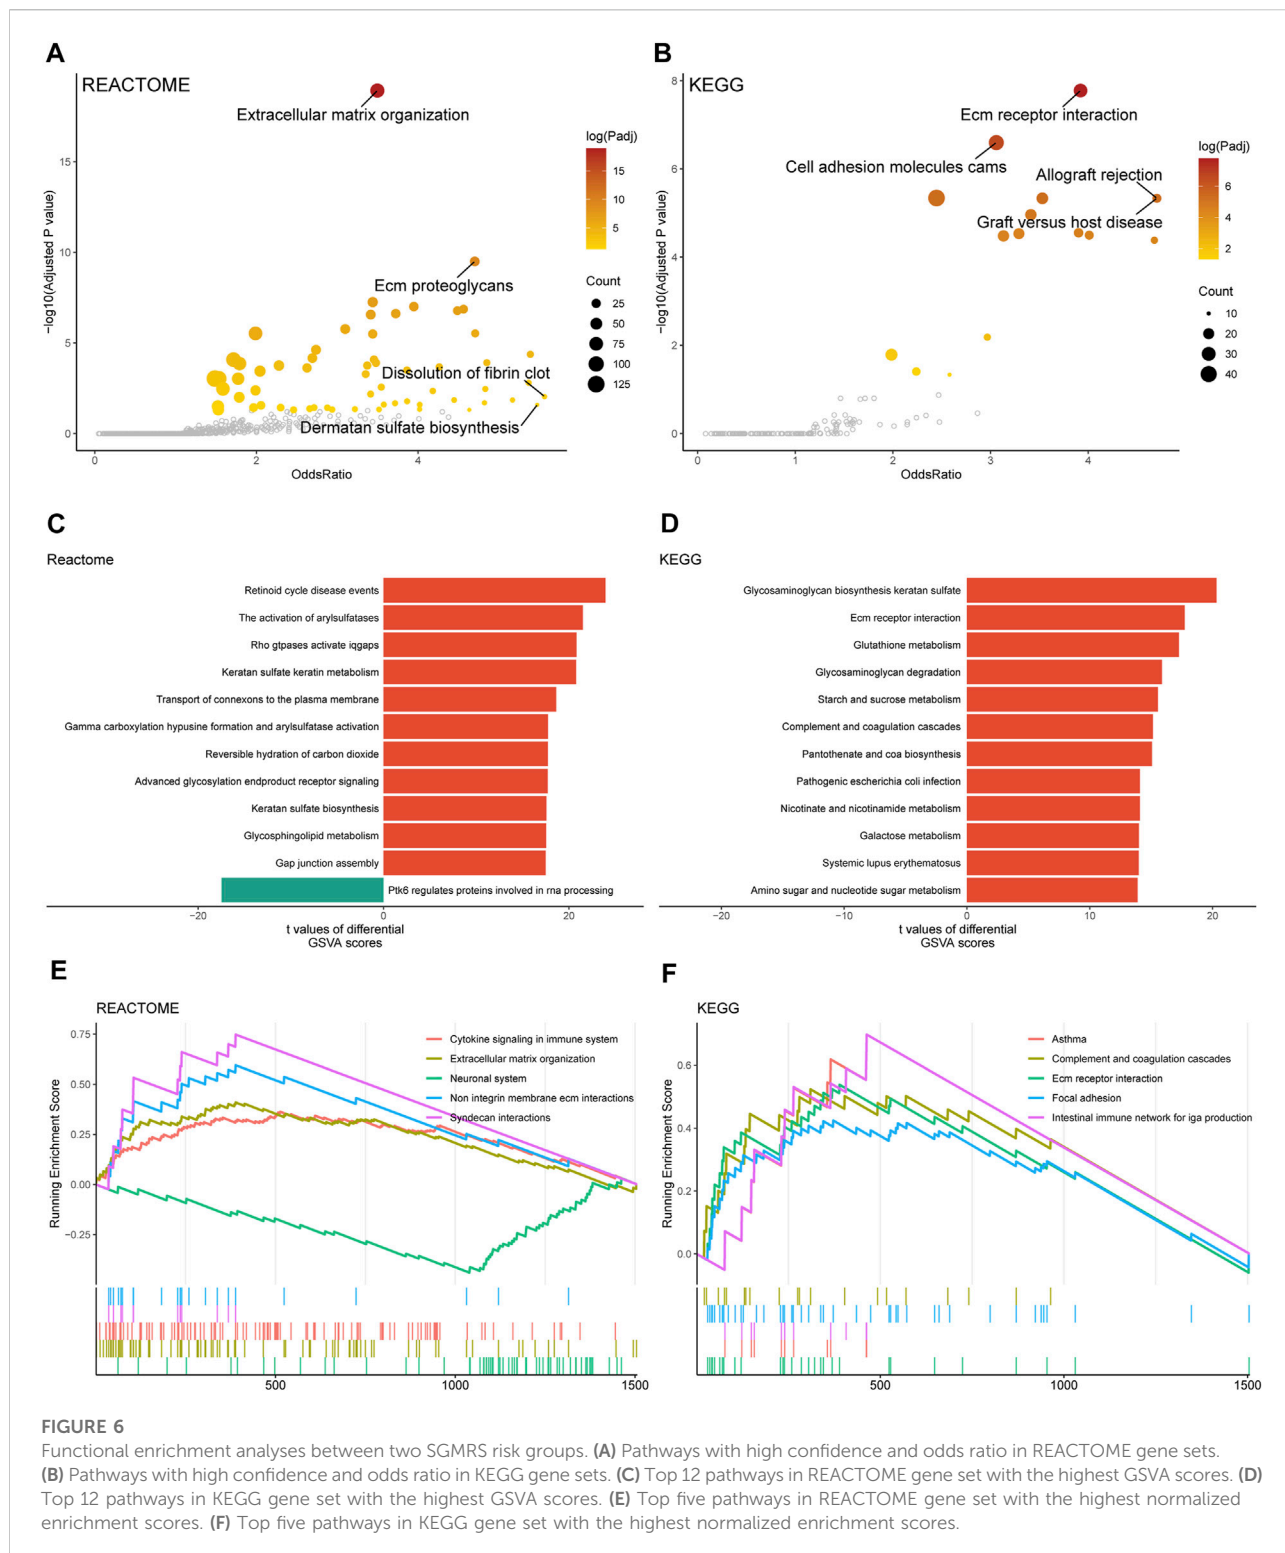 A
REACTOME
Extracellular matrix organization
Ecm proteoglycans
Dissolution of fibrin clot
Dermatan sulfate biosynthesis
−log10(Adjusted P value)
15
10
5
0
0
2
4
OddsRatio
log(Padj)
15
10
5
Count
25
50
75
100
125
B
KEGG
Ecm receptor interaction
Cell adhesion molecules cams
Allograft rejection
Graft versus host disease
−log10(Adjusted P value)
8
6
4
2
0
0
1
2
3
4
OddsRatio
log(Padj)
6
4
2
Count
10
20
30
40
C
Reactome
Retinoid cycle disease events
The activation of arylsulfatases
Rho gtpases activate iqgaps
Keratan sulfate keratin metabolism
Transport of connexons to the plasma membrane
Gamma carboxylation hypusine formation and arylsulfatase activation
Reversible hydration of carbon dioxide
Advanced glycosylation endproduct receptor signaling
Keratan sulfate biosynthesis
Glycosphingolipid metabolism
Gap junction assembly
Ptk6 regulates proteins involved in rna processing
−20
0
20
t values of differential
GSVA scores
D
KEGG
Glycosaminoglycan biosynthesis keratan sulfate
Ecm receptor interaction
Glutathione metabolism
Glycosaminoglycan degradation
Starch and sucrose metabolism
Complement and coagulation cascades
Pantothenate and coa biosynthesis
Pathogenic escherichia coli infection
Nicotinate and nicotinamide metabolism
Galactose metabolism
Systemic lupus erythematosus
Amino sugar and nucleotide sugar metabolism
−20
−10
0
10
20
t values of differential
GSVA scores
E
REACTOME
Running Enrichment Score
0.75
0.50
0.25
0.00
−0.25
Cytokine signaling in immune system
Extracellular matrix organization
Neuronal system
Non integrin membrane ecm interactions
Syndecan interactions
500
1000
1500
F
KEGG
Running Enrichment Score
0.6
0.4
0.2
0.0
Asthma
Complement and coagulation cascades
Ecm receptor interaction
Focal adhesion
Intestinal immune network for iga production
500
1000
1500
FIGURE 6
Functional enrichment analyses between two SGMRS risk groups. (A) Pathways with high confidence and odds ratio in REACTOME gene sets.
(B) Pathways with high confidence and odds ratio in KEGG gene sets. (C) Top 12 pathways in REACTOME gene set with the highest GSVA scores. (D)
Top 12 pathways in KEGG gene set with the highest GSVA scores. (E) Top five pathways in REACTOME gene set with the highest normalized
enrichment scores. (F) Top five pathways in KEGG gene set with the highest normalized enrichment scores.